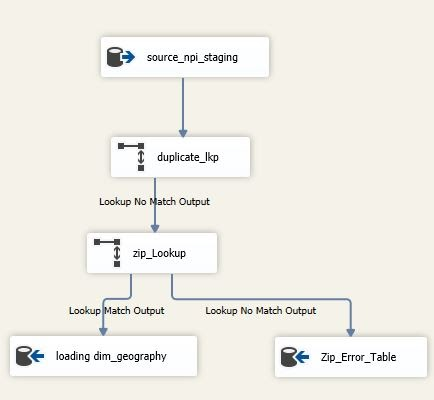 source_npi_staging
duplicate_lkp
Lookup No Match Output
zip_Lookup
Lookup Match Output
Lookup No Match Output
loading dim_geography
Zip_Error_Table